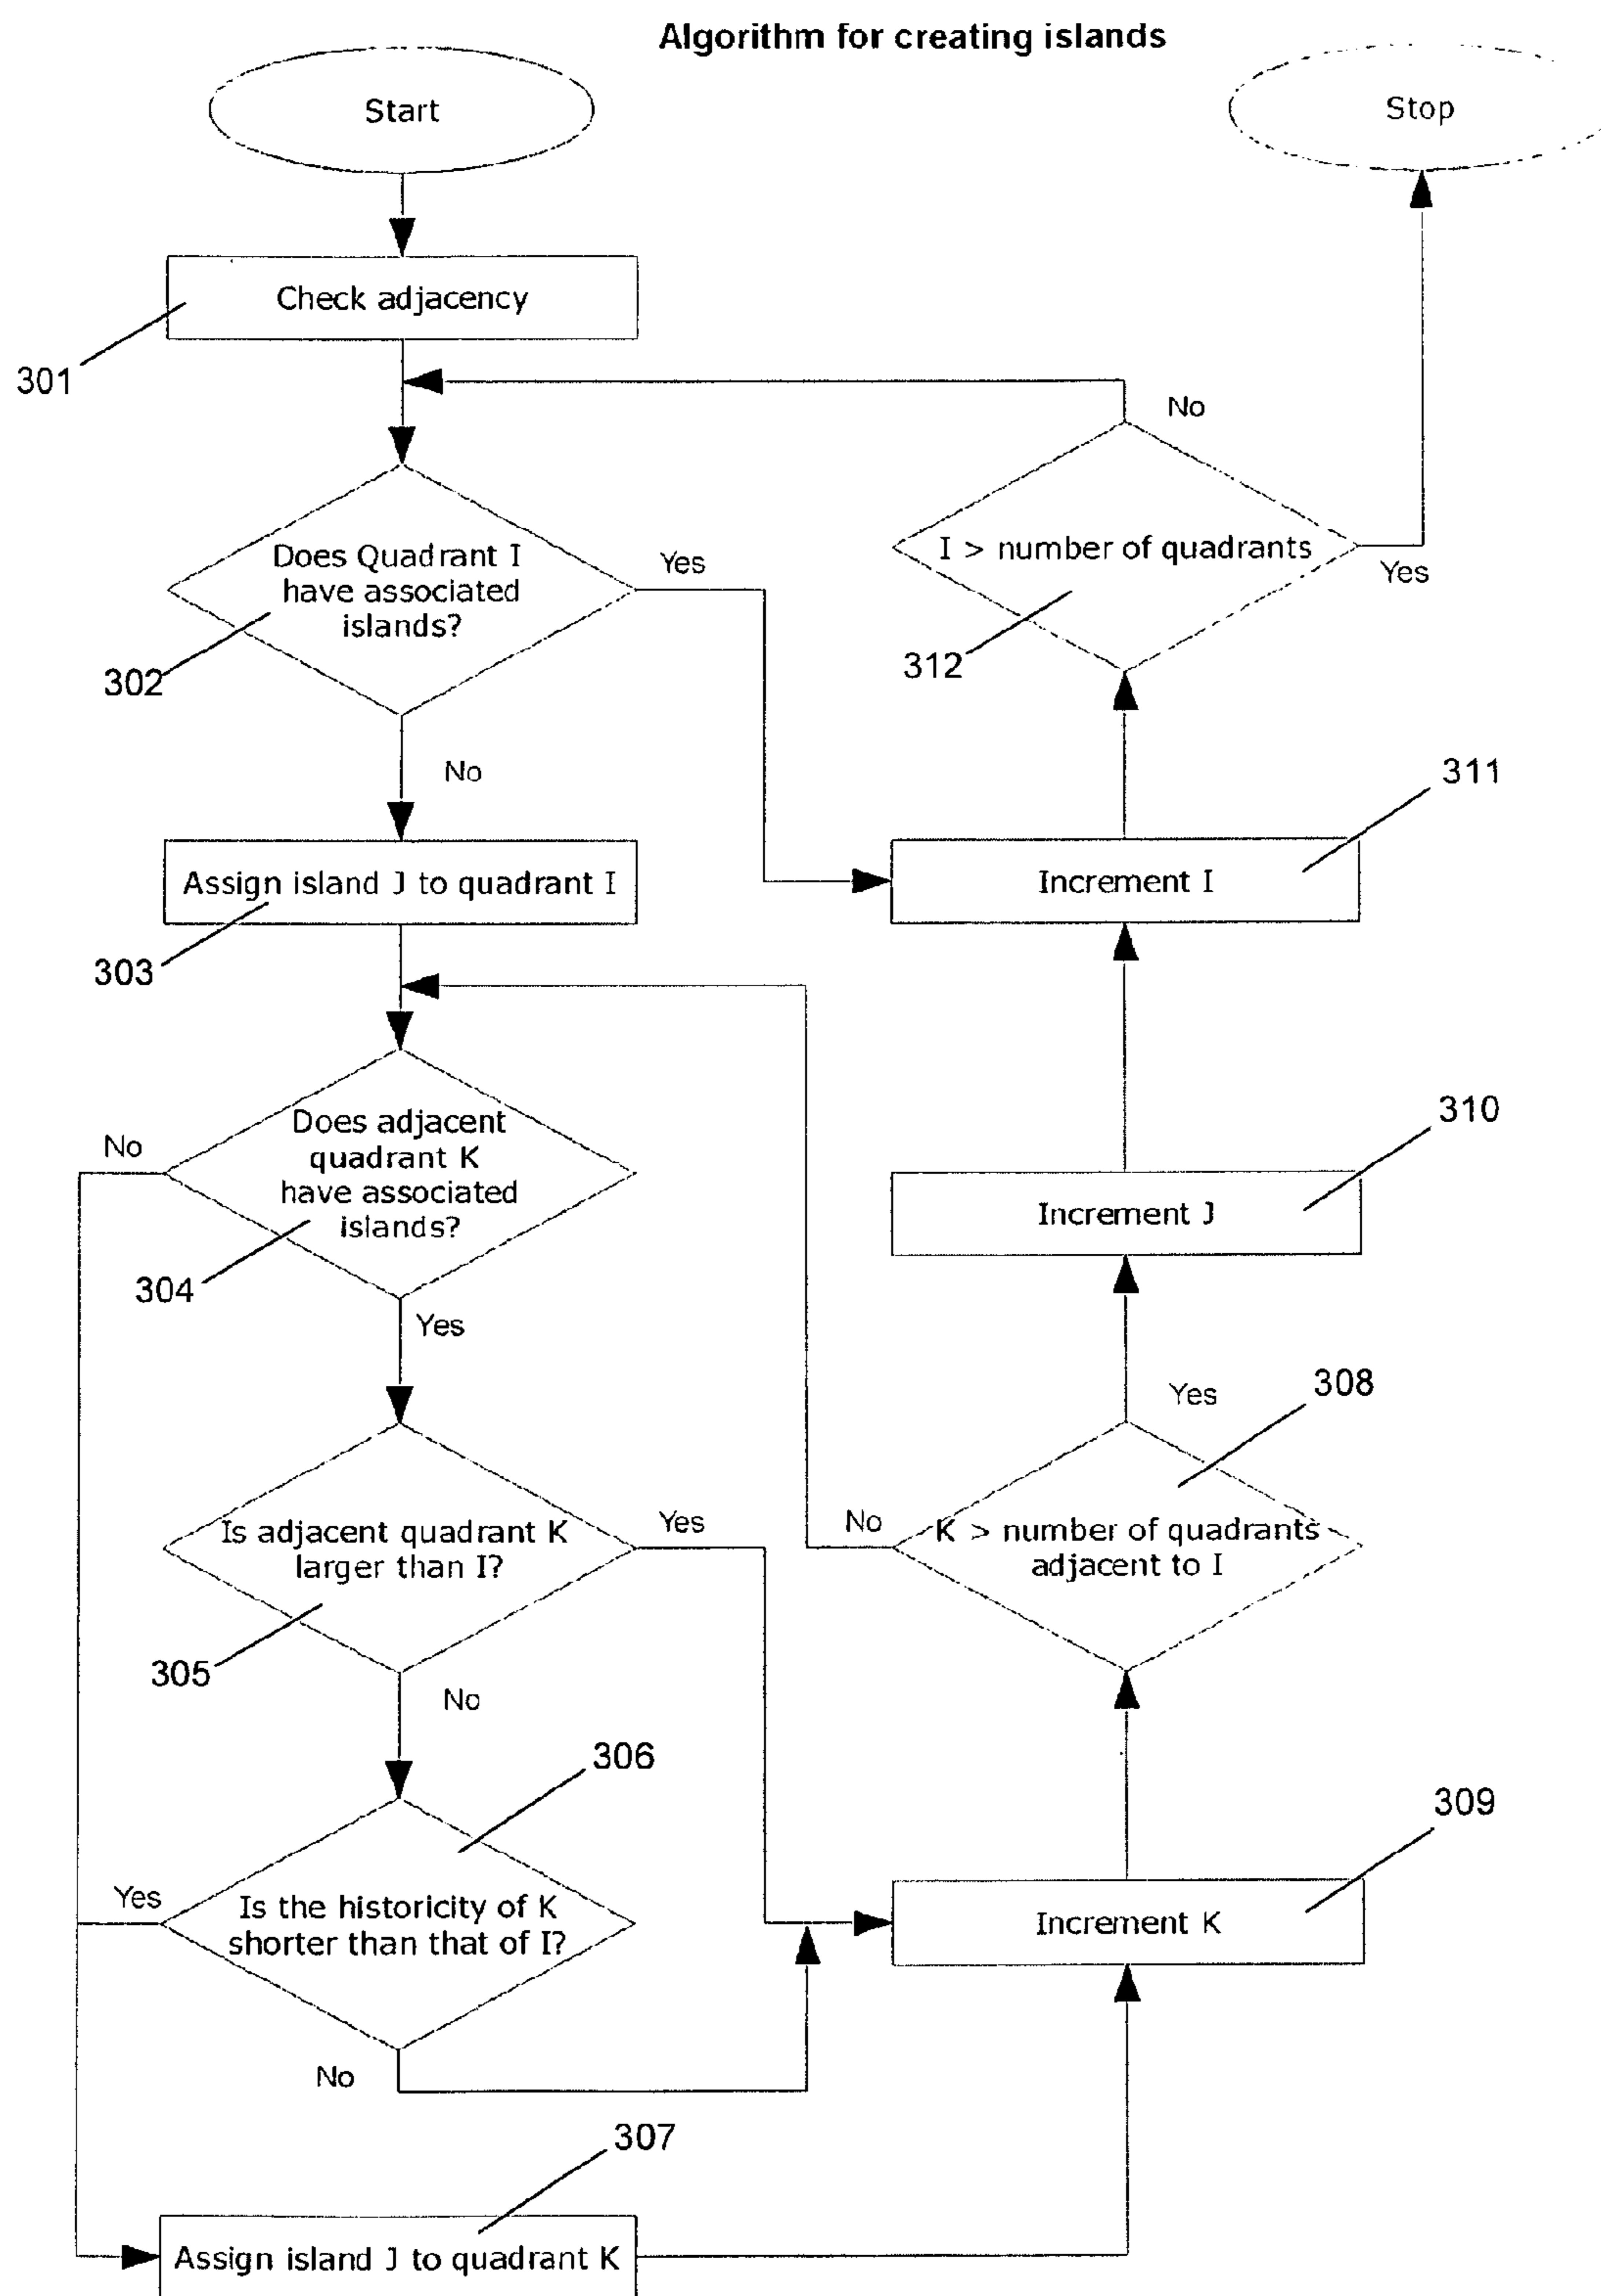 Algorithm for creating islands
Start
Stop
Check adjacency
301
No
Does Quadrant I
have associated
islands?
Yes
I > number of quadrants
Yes
302
312
No
311
Assign island J to quadrant I
Increment I
303
Does adjacent
quadrant K
have associated
islands?
No
310
Increment J
304
Yes
308
Yes
Is adjacent quadrant K
larger than I?
Yes
No
K > number of quadrants
adjacent to I
305
No
306
309
Yes
Is the historicity of K
shorter than that of I?
Increment K
No
307
Assign island J to quadrant K